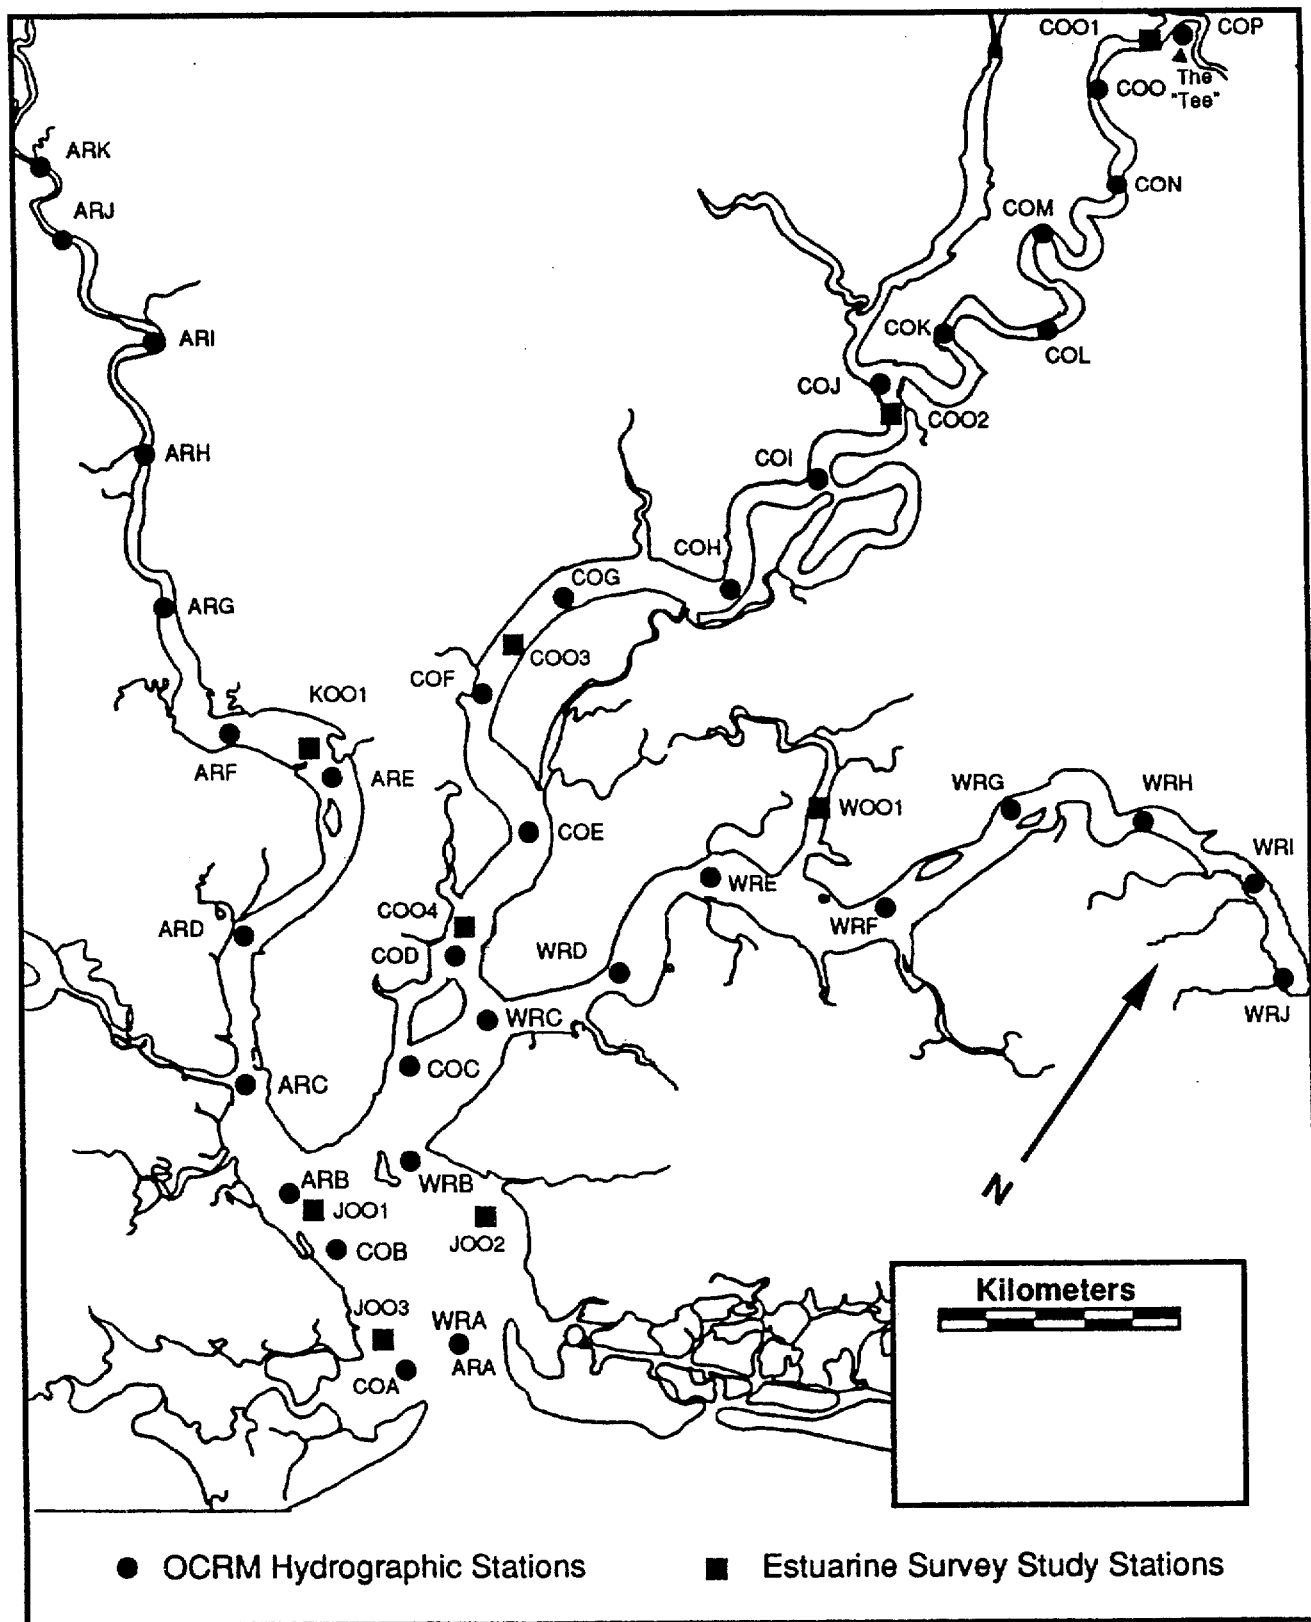 COO1
COP
The
"Tee"
COO
ARK
CON
ARJ
COM
ARI
COK
COL
COJ
COO2
ARH
COI
COH
COG
ARG
COO3
COF
KOO1
ARF
ARE
WRG
WRH
WOO1
COE
WRI
WRE
COO4
ARD
WRF
COD
WRD
WRJ
WRC
COC
ARC
ARB
WRB
N
JOO1
JOO2
COB
Kilometers
JOO3
WRA
ARA
COA
OCRM Hydrographic Stations
Estuarine Survey Study Stations